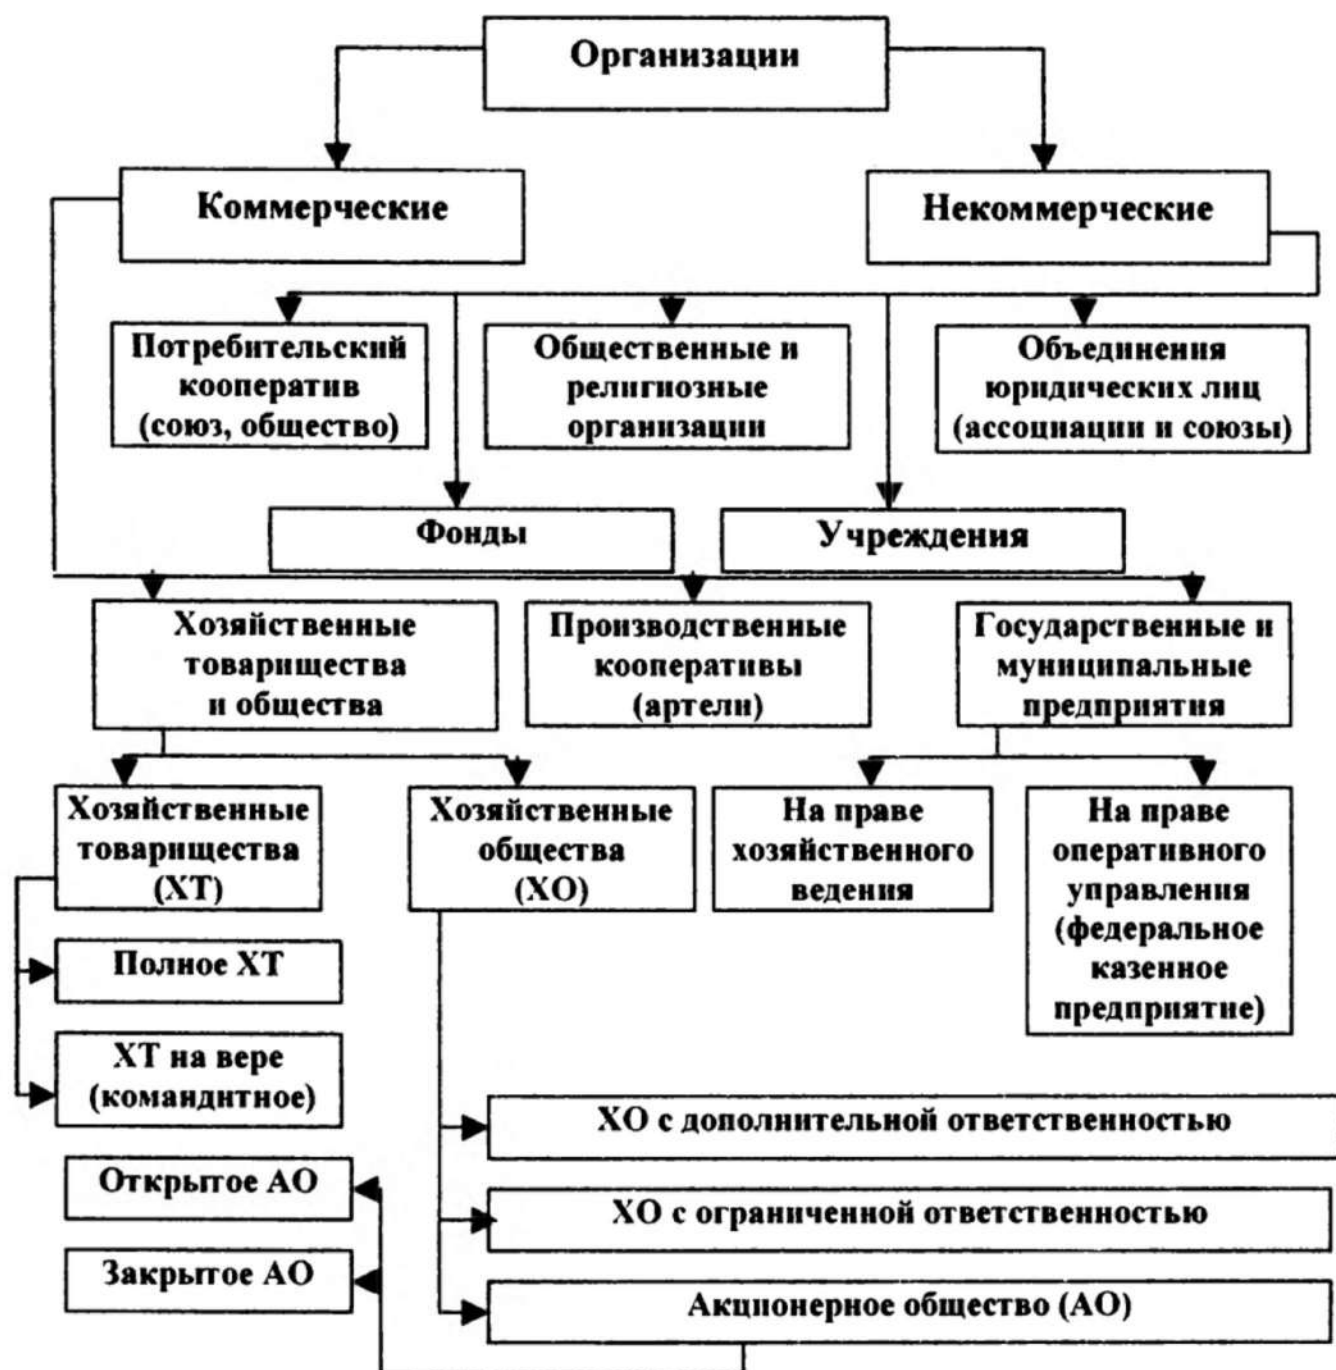 Организации
Коммерческие
Некоммерческие
Потребительский
кооператив
(союз, общество)
Общественные и
религиозные
организации
Объединения
юридических лиц
(ассоциации и союзы)
Фонды
Учреждения
Хозяйственные
товарищества
и общества
Производственные
кооперативы
(артели)
Государственные и
муниципальные
предприятия
Хозяйственные
товарищества
(ХТ)
Хозяйственные
общества
(ХО)
На праве
хозяйственного
ведения
На праве
оперативного
управления
(федеральное
казенное
предприятие)
Полное ХТ
ХТ на вере
(командитное)
ХО с дополнительной ответственностью
Открытое АО
ХО с ограниченной ответственностью
Закрытое АО
Акционерное общество (АО)